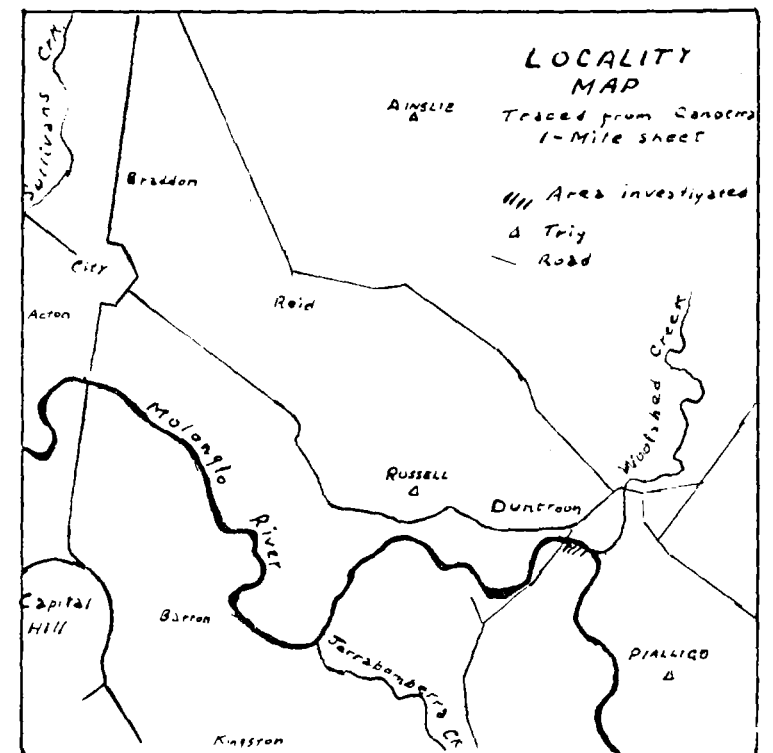 LOCALITY
MAP
Traced from Canberra
1-Mile sheet
Area investigated
Trig
Road
Sullivans Crk.
AINSLIE
Braddon
City
Reid
Acton
Woolshed Creek
Molonglo
River
RUSSELL
Duntroon
Capital
Hill
Barton
Jerrabomberra Ck
PIALLIGO
Kingston